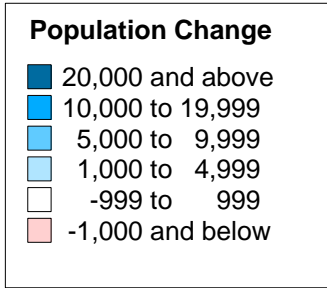 Population Change
20,000 and above
10,000 to 19,999
5,000 to 9,999
1,000 to 4,999
-999 to 999
-1,000 and below